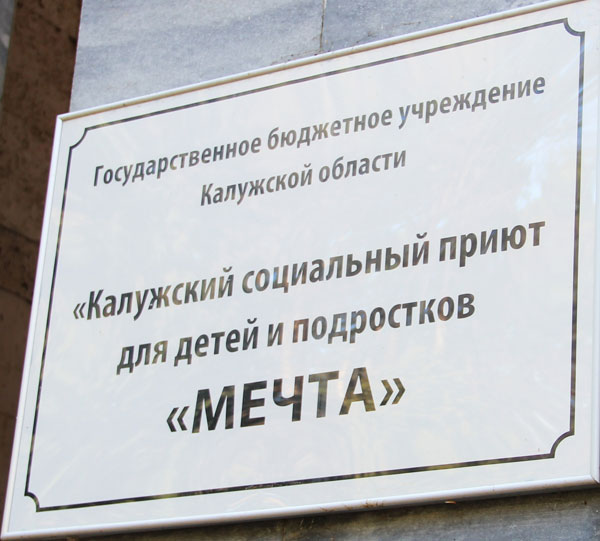 Государственное бюджетное учреждение
Калужской области
«Калужский социальный приют
для детей и подростков
«МЕЧТА»